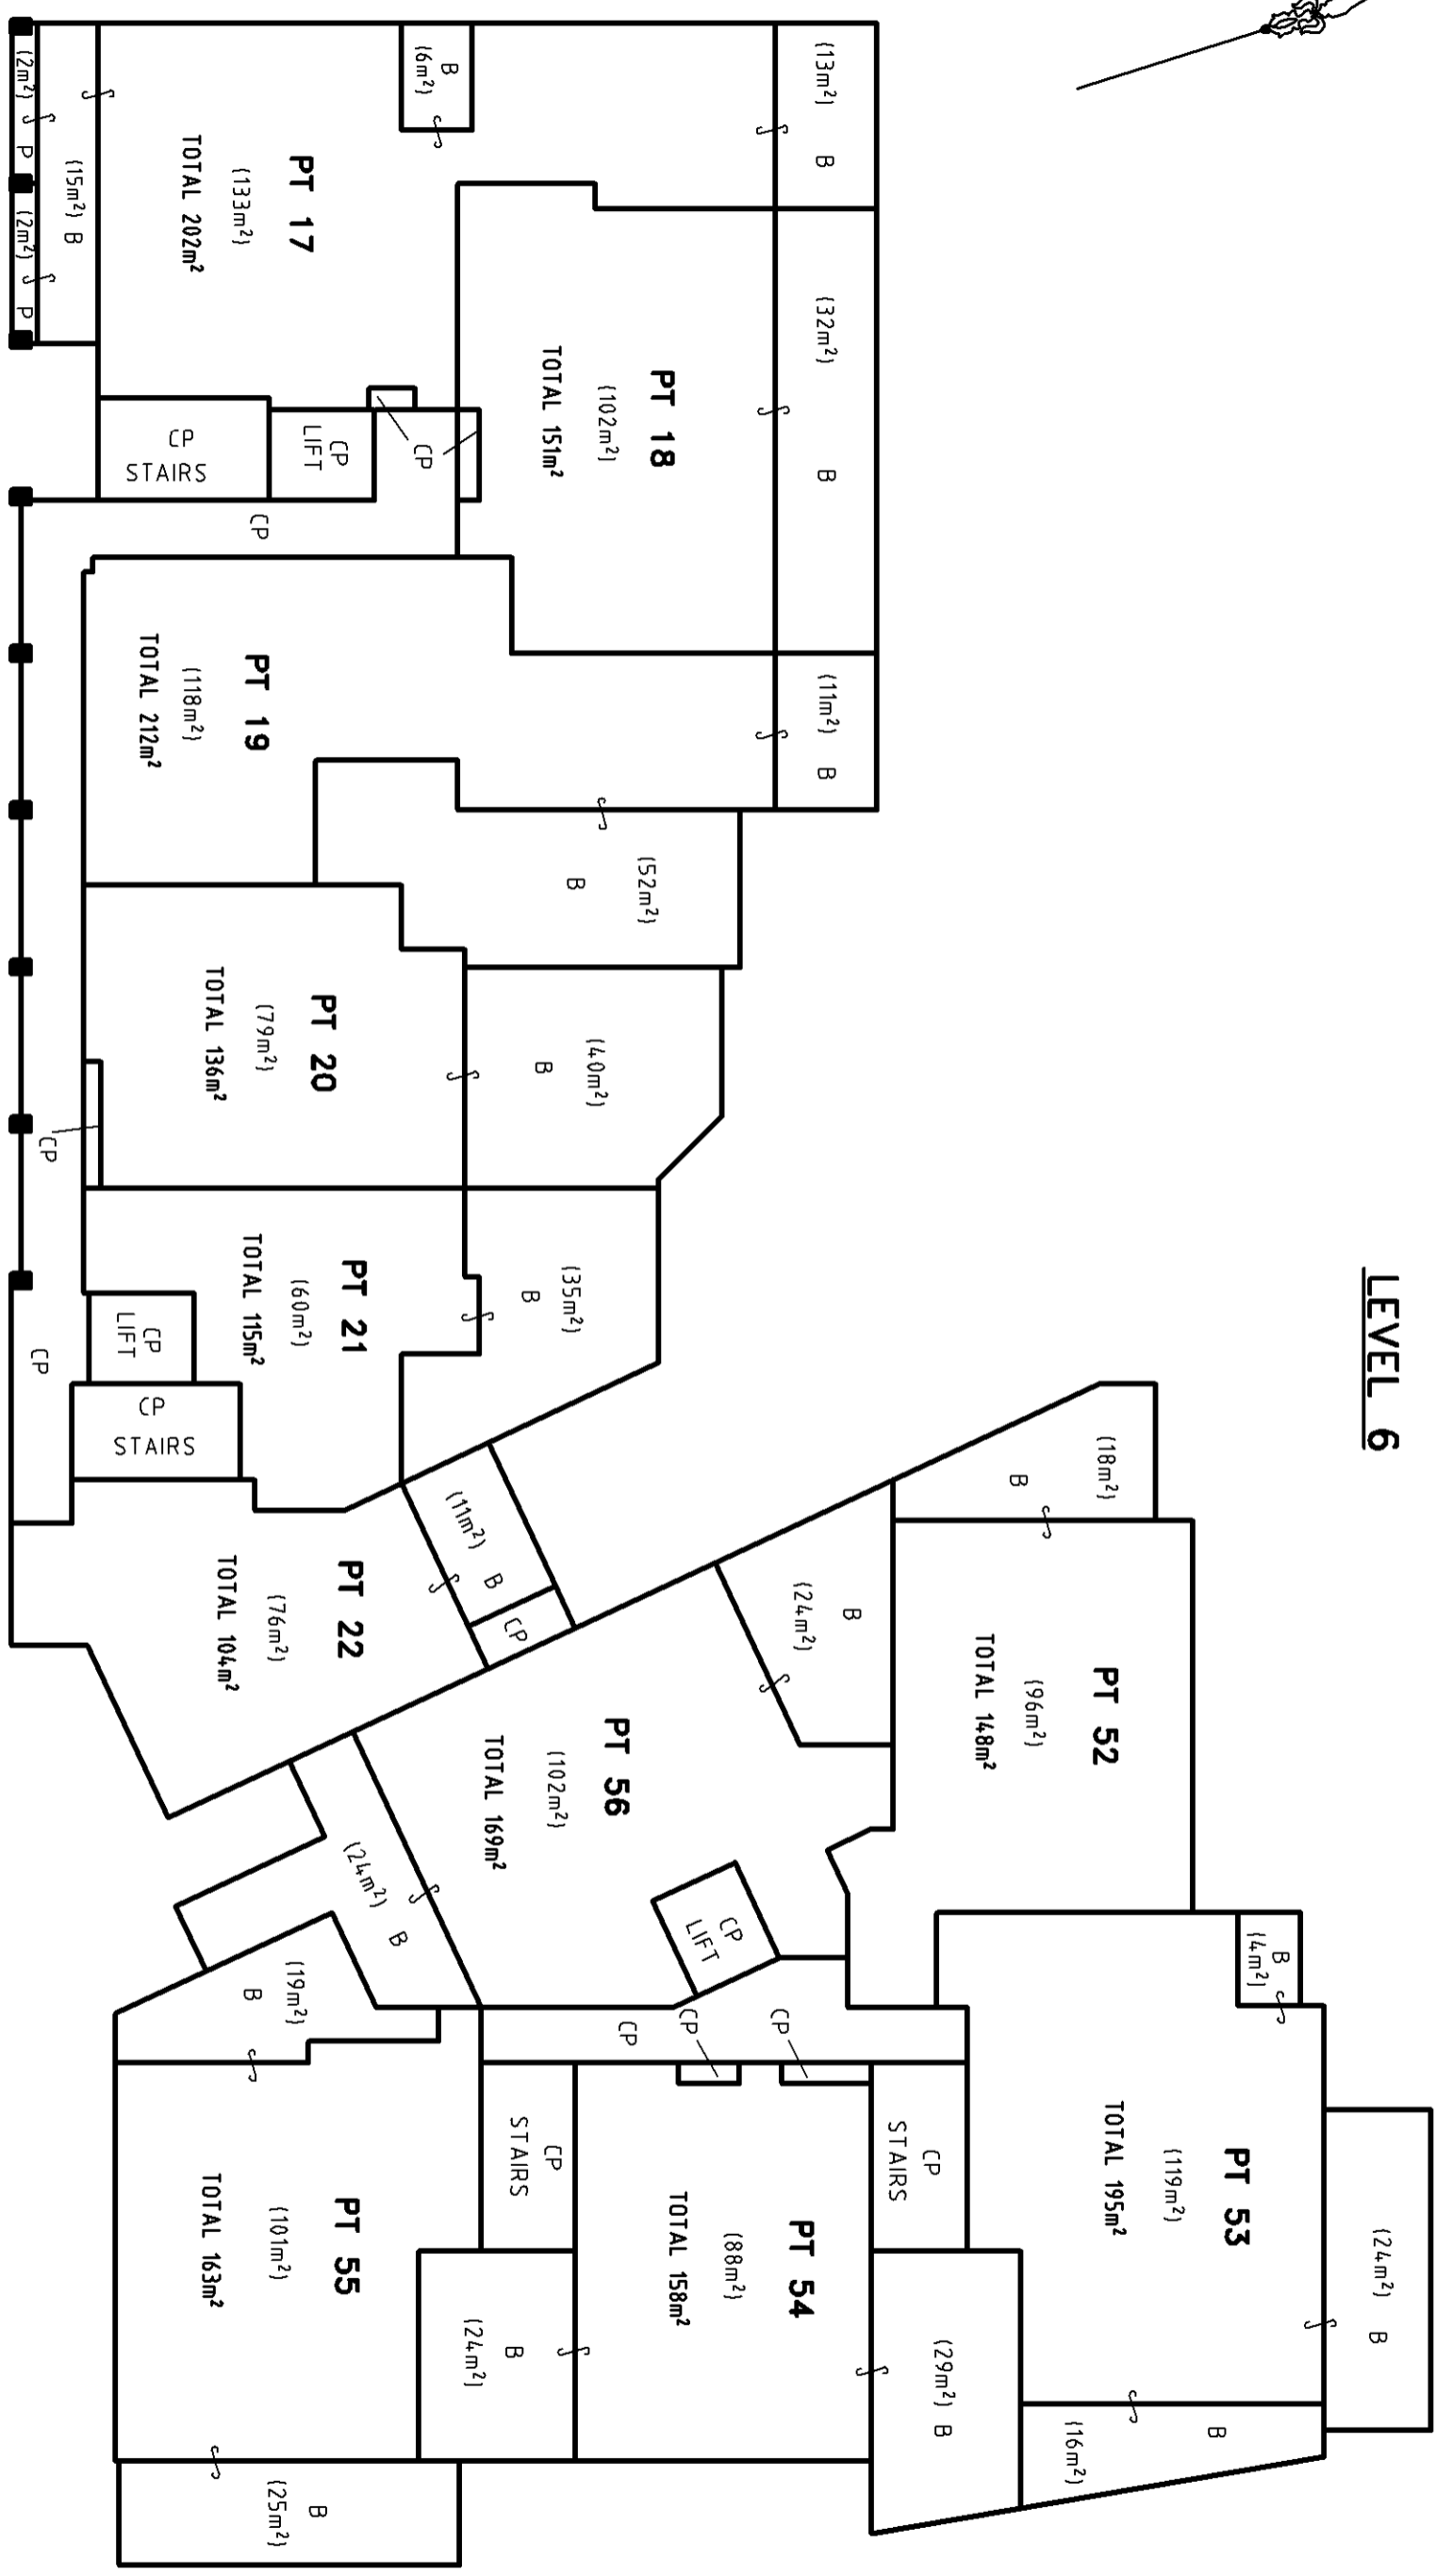 LEVEL 6
(13m²) B
(32m²) B
(11m²) B
B
(6m²)
PT 17
(133m²)
TOTAL 202m²
(15m²) B
(2m²) P
(2m²) P
PT 18
(102m²)
TOTAL 151m²
CP
CP
LIFT
CP
STAIRS
CP
PT 19
(118m²)
TOTAL 212m²
(52m²)
B
PT 20
(79m²)
TOTAL 136m²
(40m²)
B
CP
PT 21
(60m²)
TOTAL 115m²
(35m²)
B
CP
LIFT
CP
STAIRS
CP
PT 22
(76m²)
TOTAL 104m²
(11m²) B
CP
(18m²)
B
PT 52
(96m²)
TOTAL 148m²
B
(24m²)
PT 56
(102m²)
TOTAL 169m²
(24m²) B
CP
LIFT
CP
CP
CP
B
(4m²)
PT 53
(119m²)
TOTAL 195m²
(24m²) B
B
(16m²)
CP
STAIRS
(29m²) B
PT 54
(88m²)
TOTAL 158m²
CP
STAIRS
B
(24m²)
(19m²)
B
PT 55
(101m²)
TOTAL 163m²
B
(25m²)